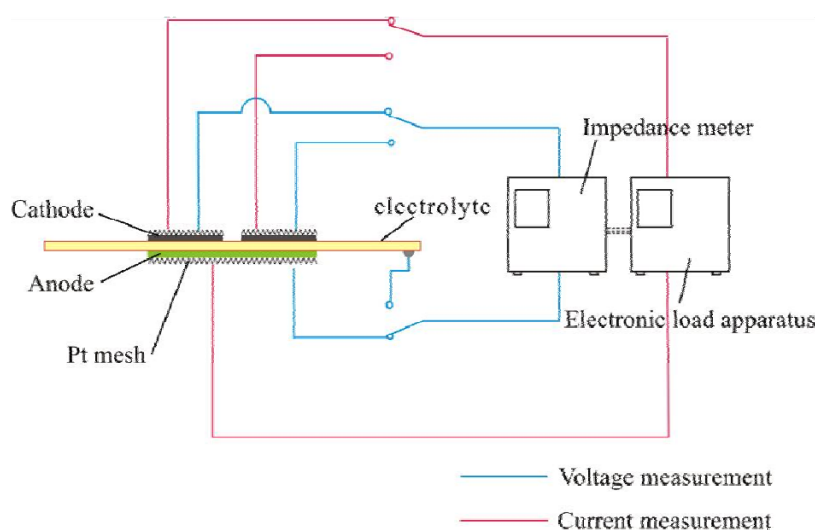 Impedance meter
Cathode
electrolyte
Anode
Electronic load apparatus
Pt mesh
Voltage measurement
Current measurement